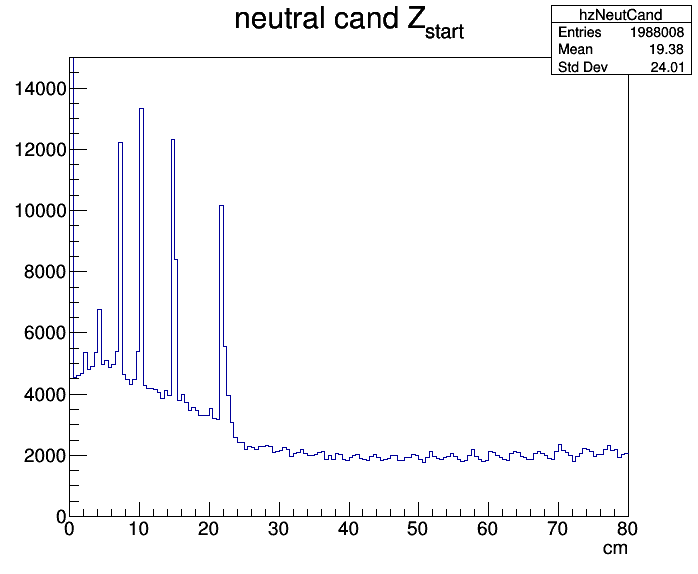 neutral cand Zstart
hzNeutCand
Entries 1988008
Mean 19.38
Std Dev 24.01
14000
12000
10000
8000
6000
4000
2000
0
0 10 20 30 40 50 60 70 80
cm